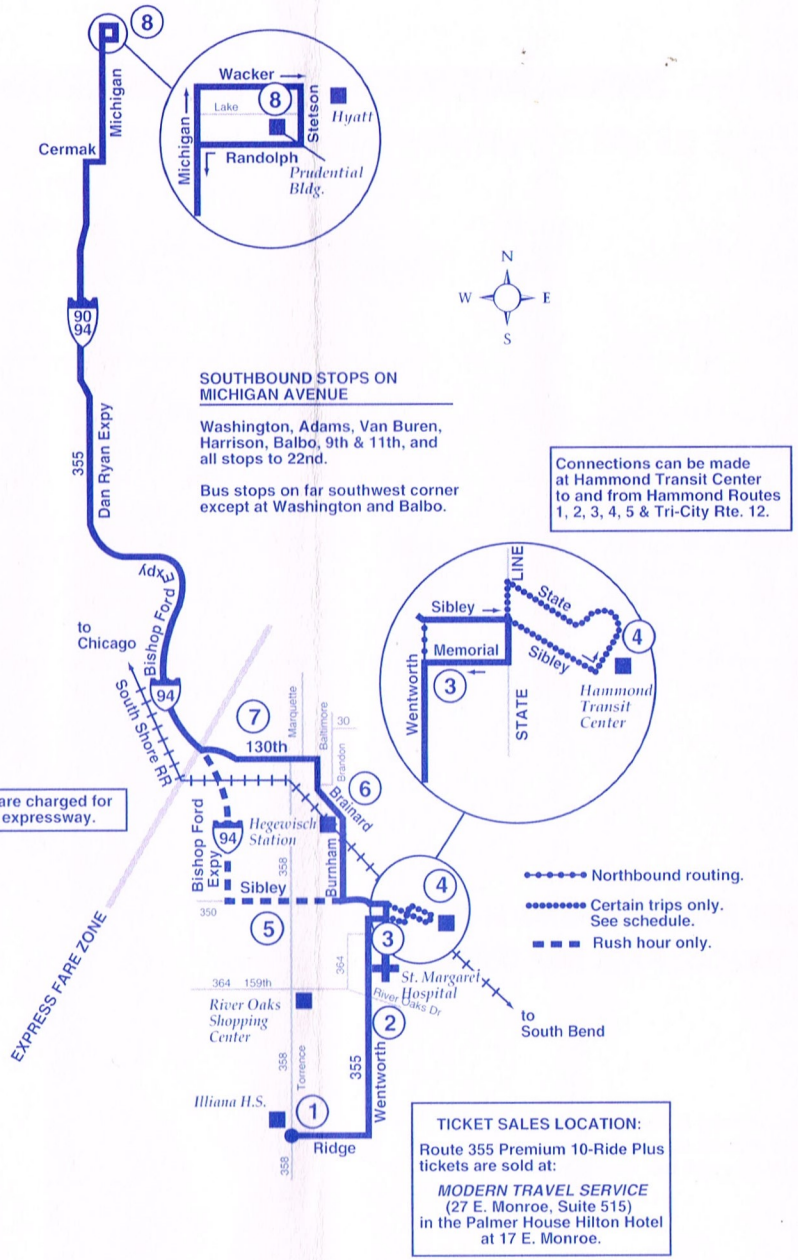 8
Michigan
Cermak
Wacker
Lake
8
Stetson
Hyatt
Michigan
Randolph
Prudential
Bldg.
N
W E
S
90
94
355
Dan Ryan Expy
SOUTHBOUND STOPS ON
MICHIGAN AVENUE
Washington, Adams, Van Buren,
Harrison, Balbo, 9th & 11th, and
all stops to 22nd.
Bus stops on far southwest corner
except at Washington and Balbo.
Connections can be made
at Hammond Transit Center
to and from Hammond Routes
1, 2, 3, 4, 5 & Tri-City Rte. 12.
Bishop Ford Expy
to
Chicago
94
South Shore RR
LINE
State
Sibley
4
Memorial
Sibley
3
Wentworth
STATE
Hammond
Transit
Center
7
130th
Marquette
Baltimore
30
Brandon
6
Brainard
are charged for
expressway.
Bishop Ford
Expy
94
Hegewisch
Station
358
Burnham
Sibley
350
5
4
3
Northbound routing.
Certain trips only.
See schedule.
Rush hour only.
EXPRESS FARE ZONE
364 159th
364
St. Margaret
Hospital
River Oaks Dr
River Oaks
Shopping
Center
2
to
South Bend
358
Torrence
355
Wentworth
Illiana H.S.
1
Ridge
358
TICKET SALES LOCATION:
Route 355 Premium 10-Ride Plus
tickets are sold at:
MODERN TRAVEL SERVICE
(27 E. Monroe, Suite 515)
in the Palmer House Hilton Hotel
at 17 E. Monroe.